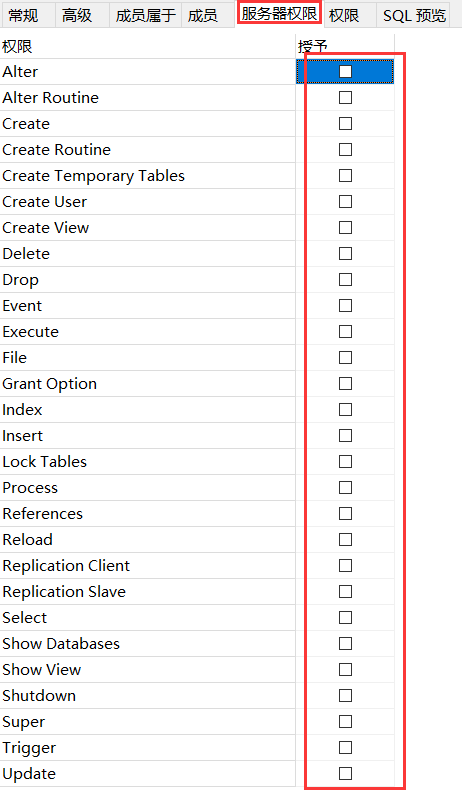 常规 高级 成员属于 成员 服务器权限 权限 SQL 预览
权限 授予
Alter
Alter Routine
Create
Create Routine
Create Temporary Tables
Create User
Create View
Delete
Drop
Event
Execute
File
Grant Option
Index
Insert
Lock Tables
Process
References
Reload
Replication Client
Replication Slave
Select
Show Databases
Show View
Shutdown
Super
Trigger
Update